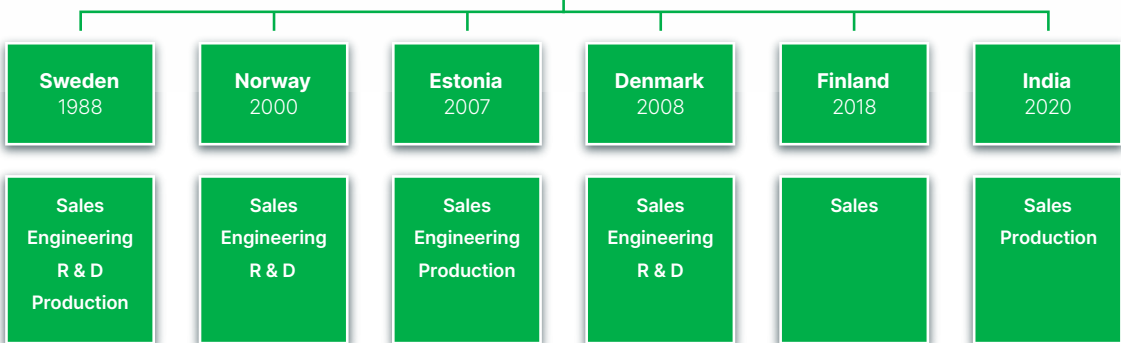 Sweden
1988
Norway
2000
Estonia
2007
Denmark
2008
Finland
2018
India
2020
Sales
Engineering
R & D
Production
Sales
Engineering
R & D
Sales
Engineering
Production
Sales
Engineering
R & D
Sales
Sales
Production